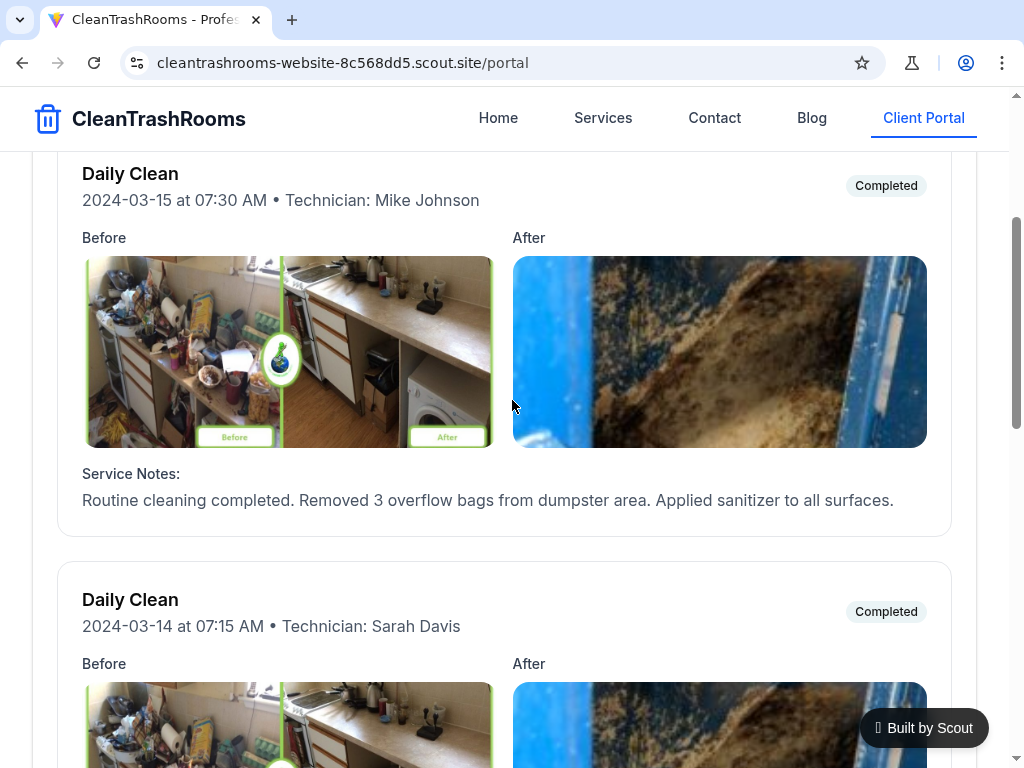 CleanTrashRooms - Profes
cleantrashrooms-website-8c568dd5.scout.site/portal
CleanTrashRooms Home Services Contact Blog Client Portal
Daily Clean
2024-03-15 at 07:30 AM • Technician: Mike Johnson
Completed
Before After
Before After
Service Notes:
Routine cleaning completed. Removed 3 overflow bags from dumpster area. Applied sanitizer to all surfaces.
Daily Clean
2024-03-14 at 07:15 AM • Technician: Sarah Davis
Completed
Before After
Built by Scout